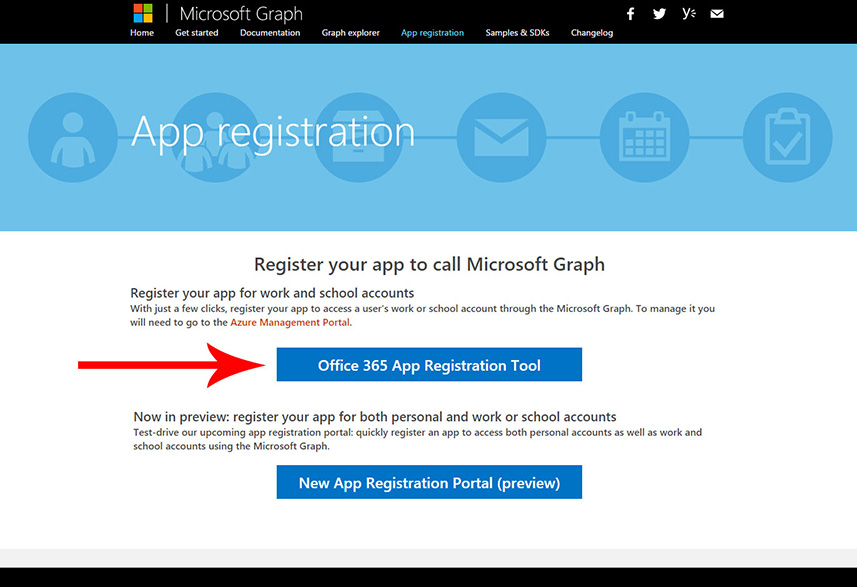 Microsoft Graph
Home Get started Documentation Graph explorer App registration Samples & SDKs Changelog
App registration
Register your app to call Microsoft Graph
Register your app for work and school accounts
With just a few clicks, register your app to access a user's work or school account through the Microsoft Graph. To manage it you
will need to go to the Azure Management Portal.
Office 365 App Registration Tool
Now in preview: register your app for both personal and work or school accounts
Test-drive our upcoming app registration portal: quickly register an app to access both personal accounts as well as work and
school accounts using the Microsoft Graph.
New App Registration Portal (preview)